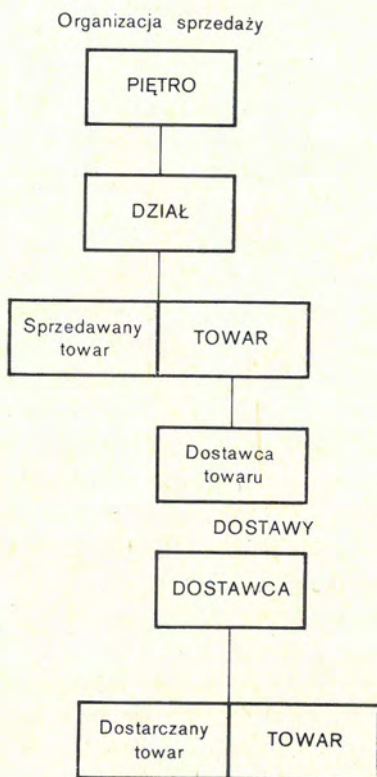 Organizacja sprzedaży
PIĘTRO
DZIAŁ
Sprzedawany
towar
TOWAR
Dostawca
towaru
DOSTAWY
DOSTAWCA
Dostarczany
towar
TOWAR